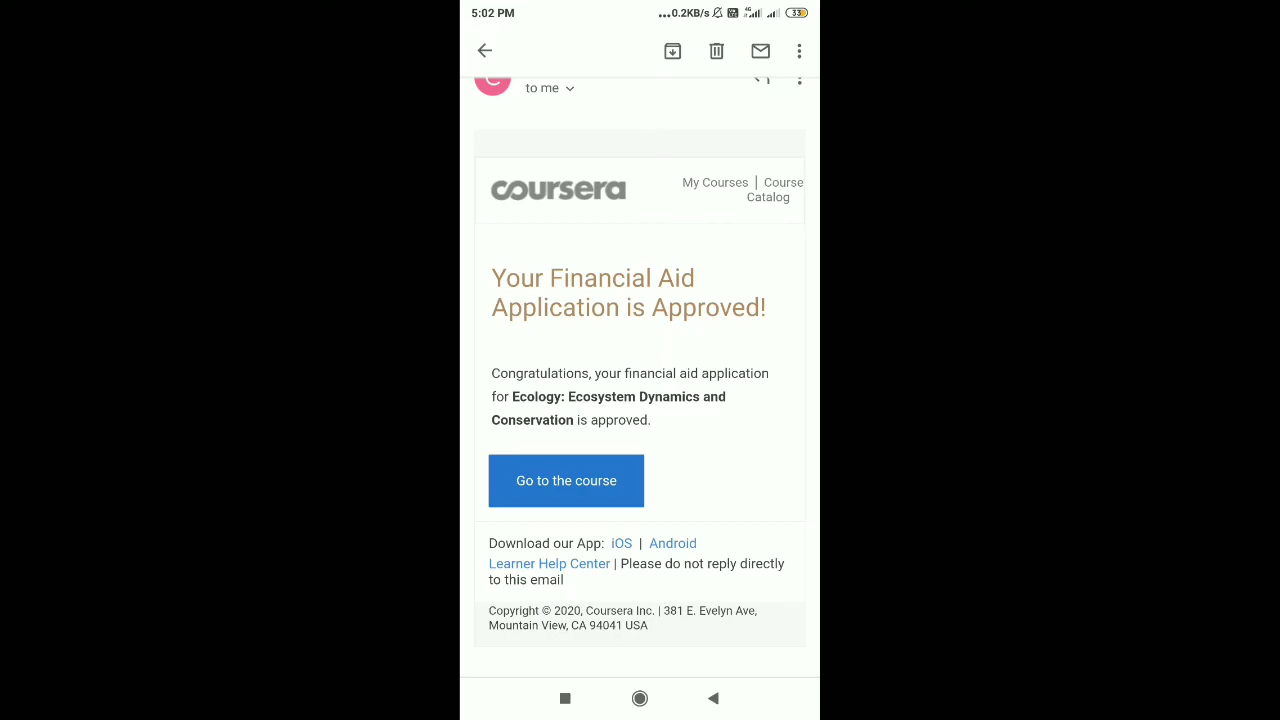 5:02 PM ...0.2KB/s 4G 33
to me
coursera
My Courses | Course
Catalog
Your Financial Aid
Application is Approved!
Congratulations, your financial aid application
for Ecology: Ecosystem Dynamics and
Conservation is approved.
Go to the course
Download our App: iOS | Android
Learner Help Center | Please do not reply directly
to this email
Copyright © 2020, Coursera Inc. | 381 E. Evelyn Ave,
Mountain View, CA 94041 USA